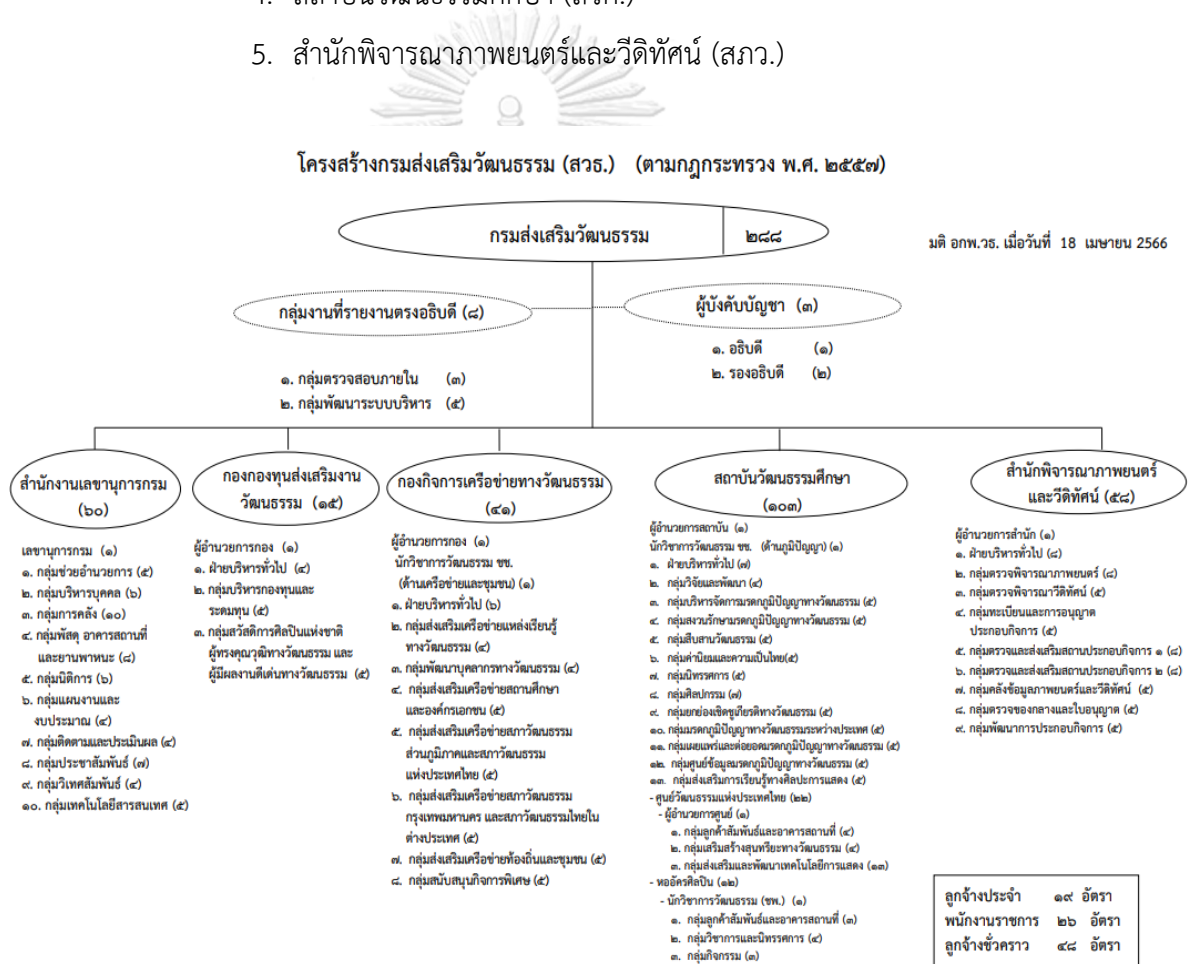 5. สำนักพิจารณาภาพยนตร์และวีดิทัศน์ (สภว.)
โครงสร้างกรมส่งเสริมวัฒนธรรม (สวธ.) (ตามกฎกระทรวง พ.ศ. ๒๕๕๗)
กรมส่งเสริมวัฒนธรรม ๒๘๘
มติ อกพ.วธ. เมื่อวันที่ 18 เมษายน 2566
กลุ่มงานที่รายงานตรงอธิบดี (๘)
ผู้บังคับบัญชา (๓)
๑. อธิบดี (๑)
๒. รองอธิบดี (๒)
๑. กลุ่มตรวจสอบภายใน (๓)
๒. กลุ่มพัฒนาระบบบริหาร (๕)
สำนักงานเลขานุการกรม
(๖๐)
เลขานุการกรม (๑)
๑. กลุ่มช่วยอำนวยการ (๕)
๒. กลุ่มบริหารบุคคล (๖)
๓. กลุ่มการคลัง (๑๐)
๔. กลุ่มพัสดุ อาคารสถานที่
และยานพาหนะ (๘)
๕. กลุ่มนิติการ (๖)
๖. กลุ่มแผนงานและ
งบประมาณ (๔)
๗. กลุ่มติดตามและประเมินผล (๔)
๘. กลุ่มประชาสัมพันธ์ (๗)
๙. กลุ่มวิเทศสัมพันธ์ (๔)
๑๐. กลุ่มเทคโนโลยีสารสนเทศ (๕)
กองกองทุนส่งเสริมงาน
วัฒนธรรม (๑๕)
ผู้อำนวยการกอง (๑)
๑. ฝ่ายบริหารทั่วไป (๔)
๒. กลุ่มบริหารกองทุนและ
ระดมทุน (๕)
๓. กลุ่มสวัสดิการศิลปินแห่งชาติ
ผู้ทรงคุณวุฒิทางวัฒนธรรม และ
ผู้มีผลงานดีเด่นทางวัฒนธรรม (๕)
กองกิจการเครือข่ายทางวัฒนธรรม
(๔๑)
ผู้อำนวยการกอง (๑)
นักวิชาการวัฒนธรรม ชช.
(ด้านเครือข่ายและชุมชน) (๑)
๑. ฝ่ายบริหารทั่วไป (๖)
๒. กลุ่มส่งเสริมเครือข่ายแหล่งเรียนรู้
ทางวัฒนธรรม (๔)
๓. กลุ่มพัฒนาบุคลากรทางวัฒนธรรม (๔)
๔. กลุ่มส่งเสริมเครือข่ายสถานศึกษา
และองค์กรเอกชน (๕)
๕. กลุ่มส่งเสริมเครือข่ายสภาวัฒนธรรม
ส่วนภูมิภาคและสภาวัฒนธรรม
แห่งประเทศไทย (๕)
๖. กลุ่มส่งเสริมเครือข่ายสภาวัฒนธรรม
กรุงเทพมหานคร และสภาวัฒนธรรมไทยใน
ต่างประเทศ (๕)
๗. กลุ่มส่งเสริมเครือข่ายท้องถิ่นและชุมชน (๕)
๘. กลุ่มสนับสนุนกิจการพิเศษ (๕)
สถาบันวัฒนธรรมศึกษา
(๑๐๓)
ผู้อำนวยการสถาบัน (๑)
นักวิชาการวัฒนธรรม ชช. (ด้านภูมิปัญญา) (๑)
๑. ฝ่ายบริหารทั่วไป (๗)
๒. กลุ่มวิจัยและพัฒนา (๔)
๓. กลุ่มบริหารจัดการมรดกภูมิปัญญาทางวัฒนธรรม (๕)
๔. กลุ่มสงวนรักษามรดกภูมิปัญญาทางวัฒนธรรม (๕)
๕. กลุ่มสืบสานวัฒนธรรม (๕)
๖. กลุ่มค่านิยมและความเป็นไทย(๕)
๗. กลุ่มนิทรรศการ (๕)
๘. กลุ่มศิลปกรรม (๗)
๙. กลุ่มยกย่องเชิดชูเกียรติทางวัฒนธรรม (๕)
๑๐. กลุ่มมรดกภูมิปัญญาทางวัฒนธรรมระหว่างประเทศ (๕)
๑๑. กลุ่มเผยแพร่และต่อยอดมรดกภูมิปัญญาทางวัฒนธรรม (๕)
๑๒. กลุ่มศูนย์ข้อมูลมรดกภูมิปัญญาทางวัฒนธรรม (๕)
๑๓. กลุ่มส่งเสริมการเรียนรู้ทางศิลปะการแสดง (๕)
- ศูนย์วัฒนธรรมแห่งประเทศไทย (๒๒)
- ผู้อำนวยการศูนย์ (๑)
๑. กลุ่มลูกค้าสัมพันธ์และอาคารสถานที่ (๔)
๒. กลุ่มเสริมสร้างสุนทรียะทางวัฒนธรรม (๔)
๓. กลุ่มส่งเสริมและพัฒนาเทคโนโลยีการแสดง (๑๓)
- หออัครศิลปิน (๑๒)
- นักวิชาการวัฒนธรรม (ชพ.) (๑)
๑. กลุ่มลูกค้าสัมพันธ์และอาคารสถานที่ (๓)
๒. กลุ่มวิชาการและนิทรรศการ (๔)
๓. กลุ่มกิจกรรม (๓)
สำนักพิจารณาภาพยนตร์
และวีดิทัศน์ (๕๘)
ผู้อำนวยการสำนัก (๑)
๑. ฝ่ายบริหารทั่วไป (๘)
๒. กลุ่มตรวจพิจารณาภาพยนตร์ (๘)
๓. กลุ่มตรวจพิจารณาวีดิทัศน์ (๕)
๔. กลุ่มทะเบียนและการอนุญาต
ประกอบกิจการ (๕)
๕. กลุ่มตรวจและส่งเสริมสถานประกอบกิจการ ๑ (๘)
๖. กลุ่มตรวจและส่งเสริมสถานประกอบกิจการ ๒ (๘)
๗. กลุ่มคลังข้อมูลภาพยนตร์และวีดิทัศน์ (๕)
๘. กลุ่มตรวจของกลางและใบอนุญาต (๕)
๙. กลุ่มพัฒนาการประกอบกิจการ (๕)
ลูกจ้างประจำ ๑๙ อัตรา
พนักงานราชการ ๒๖ อัตรา
ลูกจ้างชั่วคราว ๔๘ อัตรา